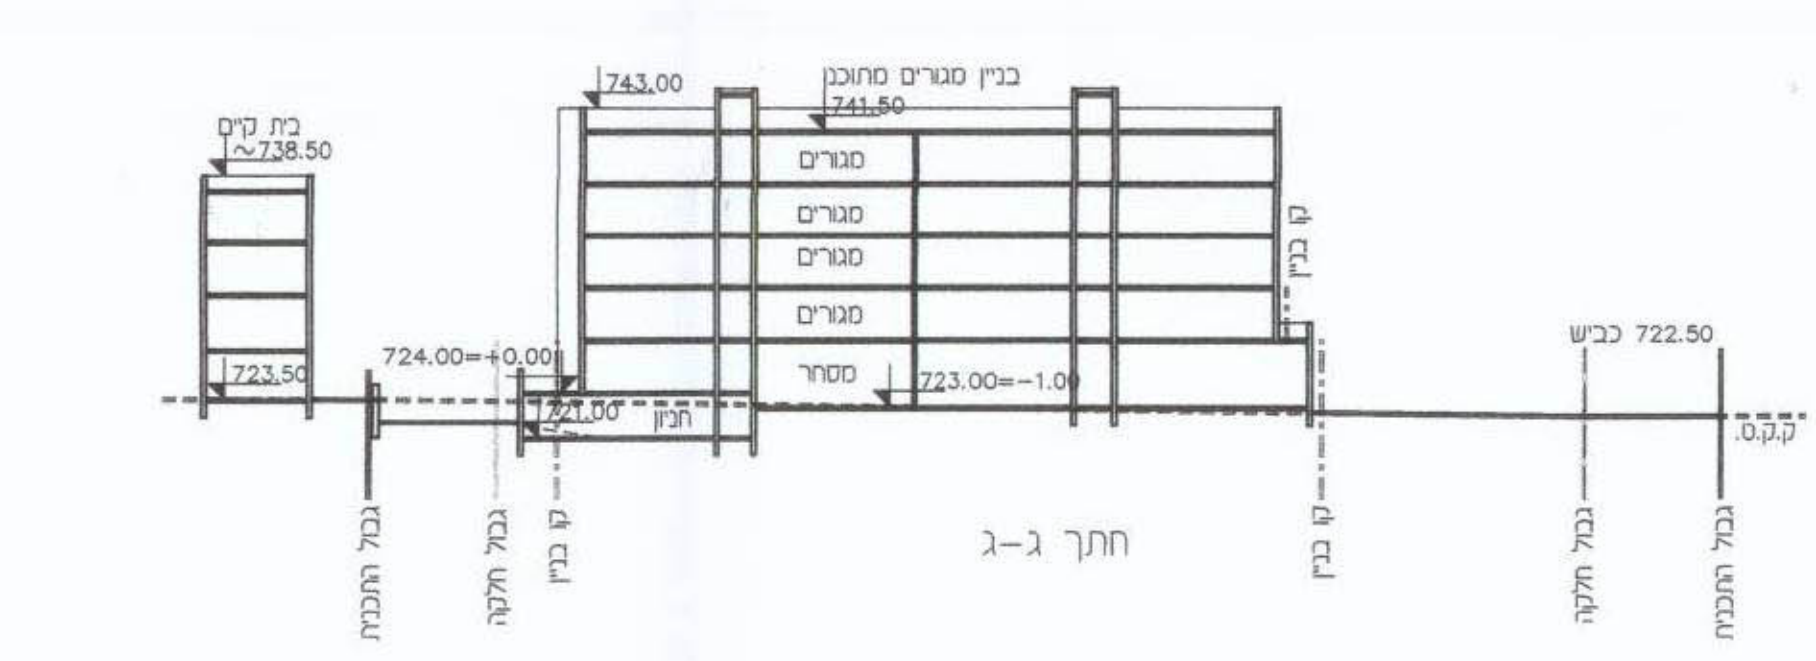 בניין מגורים מתוכנן
743.00
741.50
בית קיים
~738.50
מגורים
מגורים
מגורים
מגורים
קו בניין
כביש 722.50
724.00=+0.00
723.50
מסחר
723.00=-1.00
721.00
חניון
ק.ק.ט.
גבול התכנית
גבול חלקה
קו בניין
חתך ג-ג
קו בניין
גבול חלקה
גבול התכנית